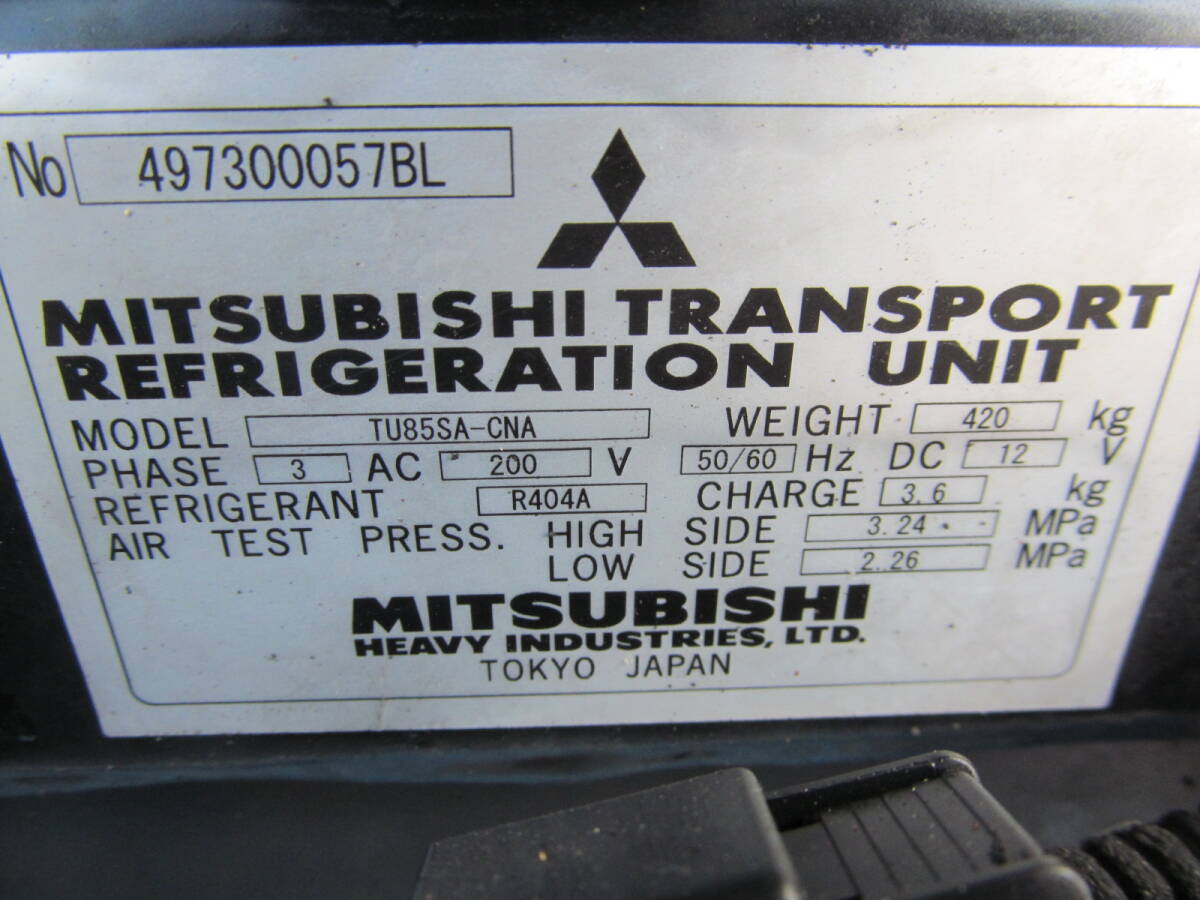 No 497300057BL
MITSUBISHI TRANSPORT
REFRIGERATION UNIT
MODEL TU85SA-CNA WEIGHT 420 kg
PHASE 3 AC 200 V 50/60 Hz DC 12 V
REFRIGERANT R404A CHARGE 3.6 kg
AIR TEST PRESS. HIGH SIDE 3.24 MPa
LOW SIDE 2.26 MPa
MITSUBISHI
HEAVY INDUSTRIES, LTD.
TOKYO JAPAN